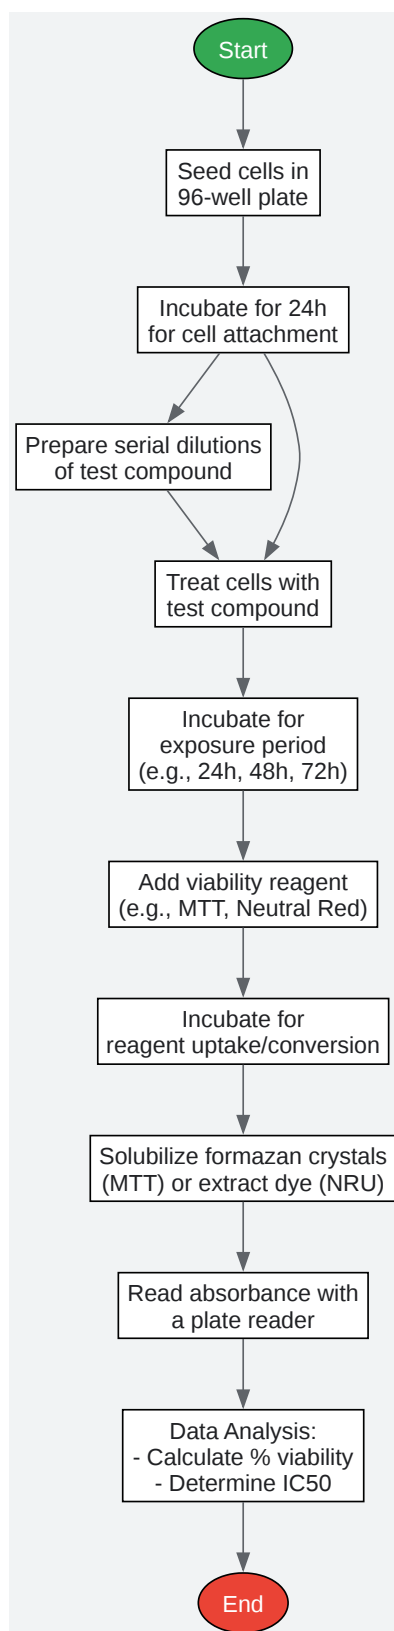 Start
Seed cells in
96-well plate
Incubate for 24h
for cell attachment
Prepare serial dilutions
of test compound
Treat cells with
test compound
Incubate for
exposure period
(e.g., 24h, 48h, 72h)
Add viability reagent
(e.g., MTT, Neutral Red)
Incubate for
reagent uptake/conversion
Solubilize formazan crystals
(MTT) or extract dye (NRU)
Read absorbance with
a plate reader
Data Analysis:
- Calculate % viability
- Determine IC50
End